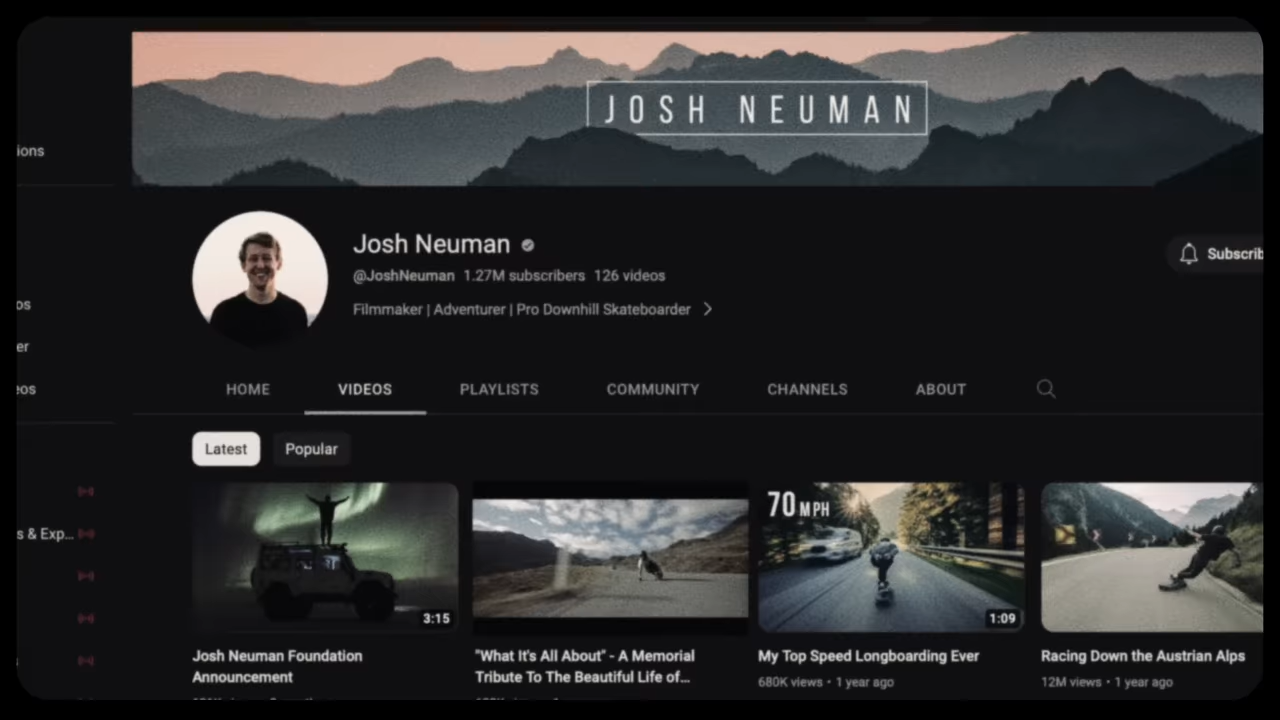 JOSH NEUMAN
ions
Josh Neuman
@JoshNeuman 1.27M subscribers 126 videos
Subscrib
Filmmaker | Adventurer | Pro Downhill Skateboarder
os
er
eos
HOME VIDEOS PLAYLISTS COMMUNITY CHANNELS ABOUT
Latest Popular
s & Exp...
70 MPH
3:15
1:09
Josh Neuman Foundation
Announcement
"What It's All About" - A Memorial
Tribute To The Beautiful Life of...
My Top Speed Longboarding Ever
680K views • 1 year ago
Racing Down the Austrian Alps
12M views • 1 year ago